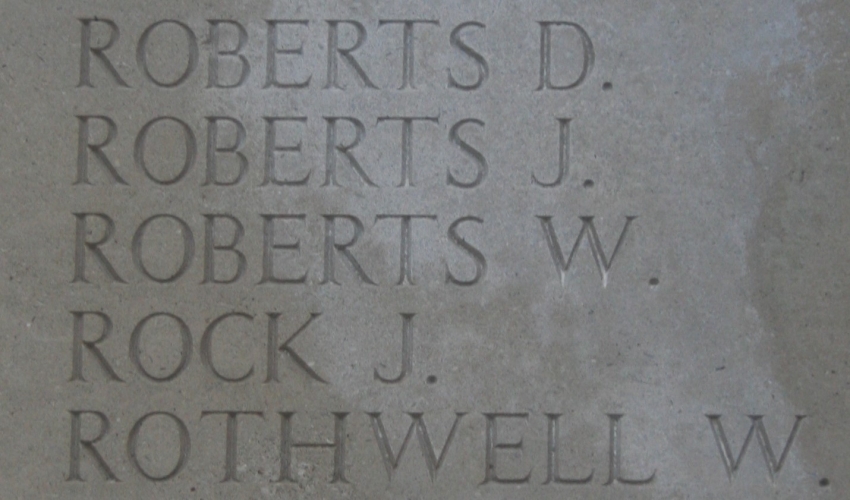 ROBERTS D.
ROBERTS J.
ROBERTS W.
ROCK J.
ROTHWELL W.